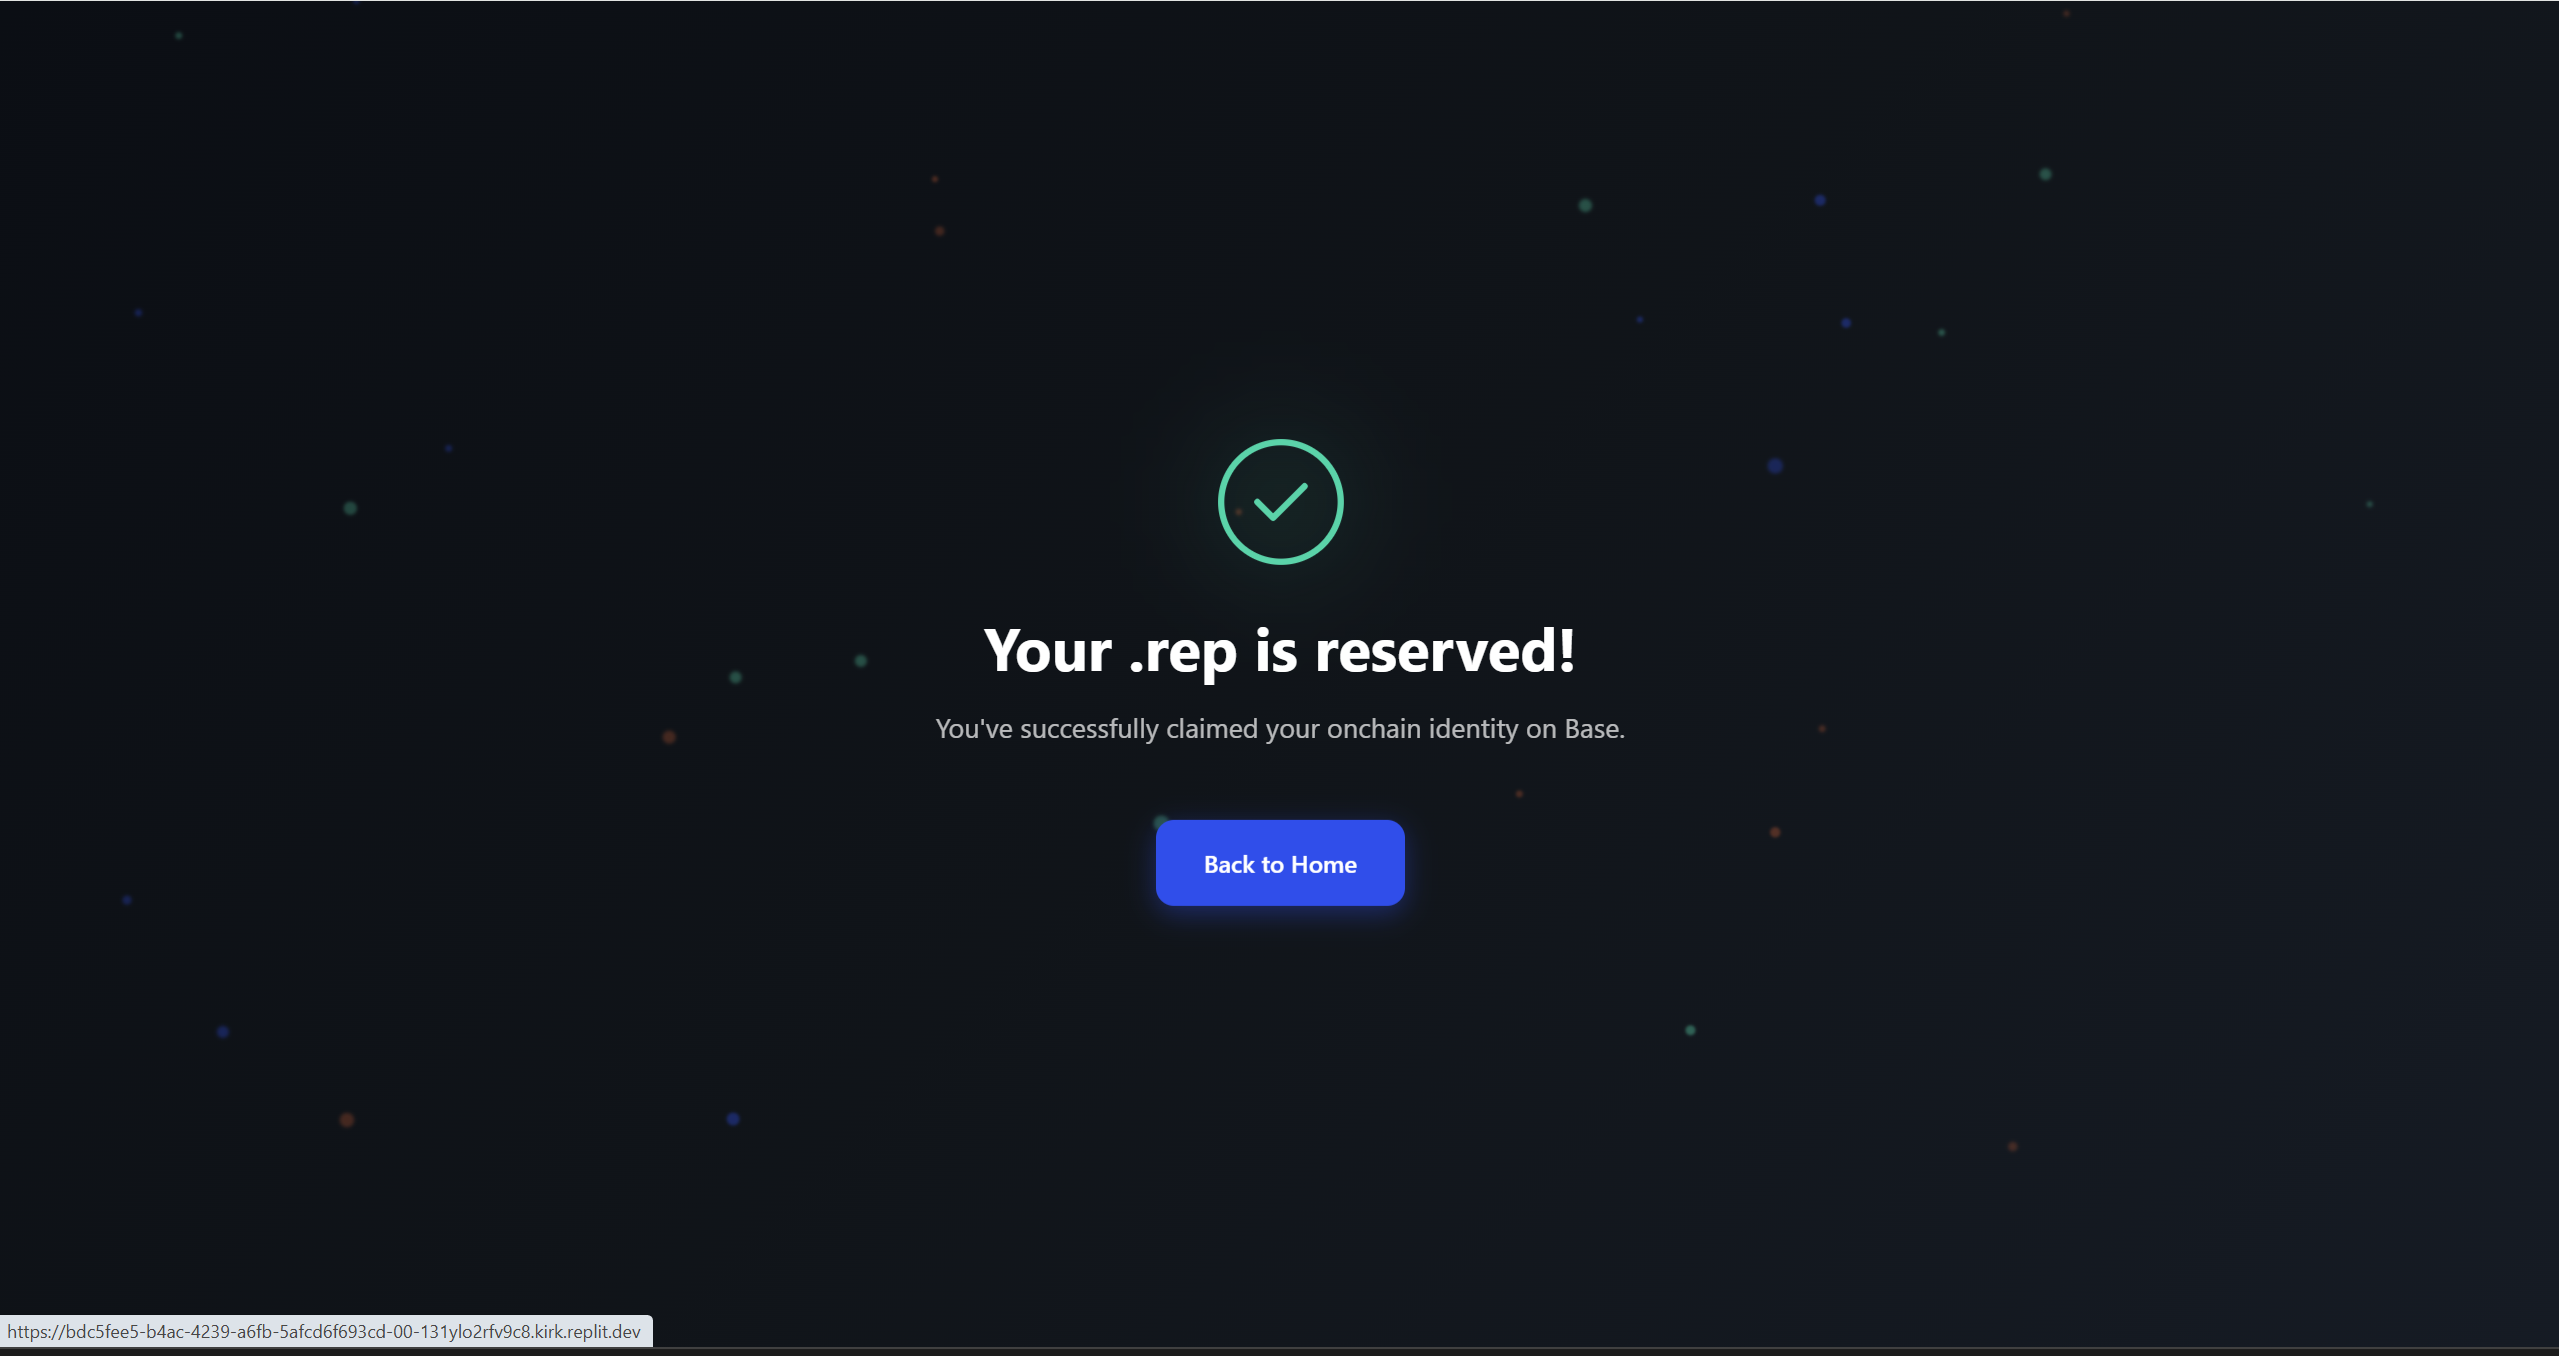 Your .rep is reserved!
You've successfully claimed your onchain identity on Base.
Back to Home
https://bdc5fee5-b4ac-4239-a6fb-5afcd6f693cd-00-131ylo2rfv9c8.kirk.replit.dev